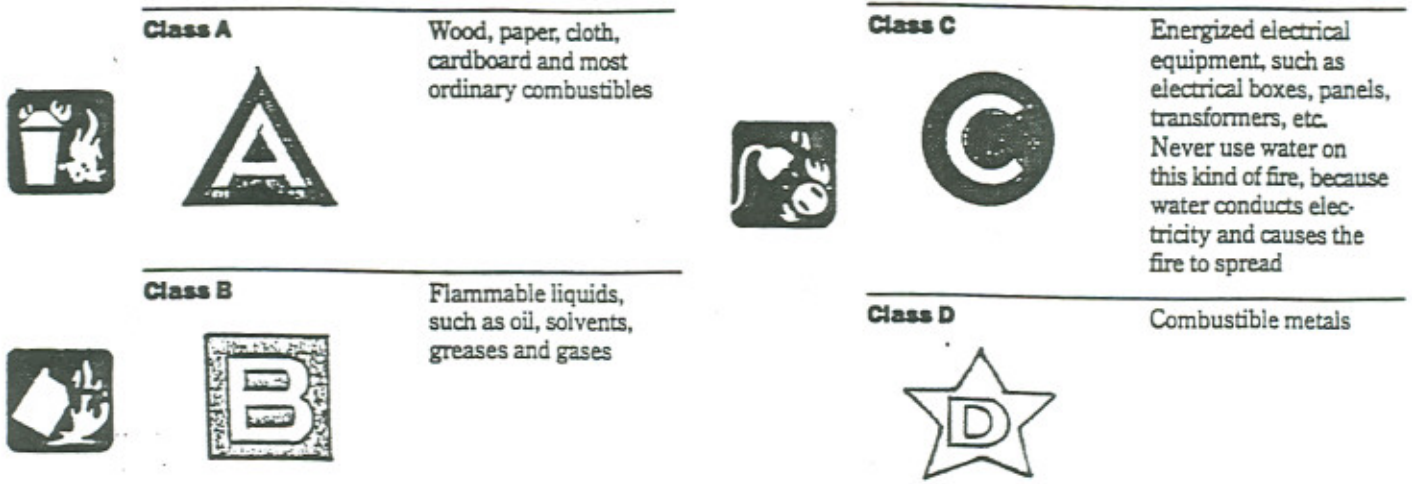 Class A
Wood, paper, cloth,
cardboard and most
ordinary combustibles
A
Class B
Flammable liquids,
such as oil, solvents,
greases and gases
B
Class C
Energized electrical
equipment, such as
electrical boxes, panels,
transformers, etc.
Never use water on
this kind of fire, because
water conducts elec-
tricity and causes the
fire to spread
C
Class D
Combustible metals
D